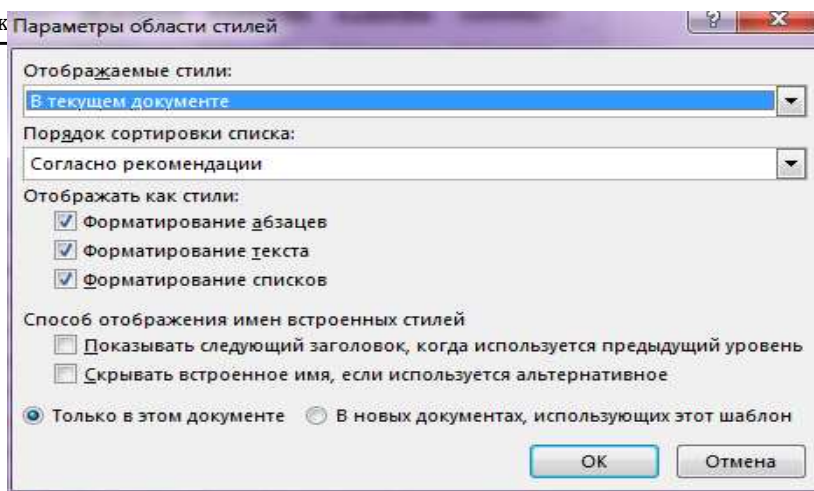 к
Параметры области стилей
?
Отображаемые стили:
В текущем документе
Порядок сортировки списка:
Согласно рекомендации
Отображать как стили:
Форматирование абзацев
Форматирование текста
Форматирование списков
Способ отображения имен встроенных стилей
Показывать следующий заголовок, когда используется предыдущий уровень
Скрывать встроенное имя, если используется альтернативное
Только в этом документе В новых документах, использующих этот шаблон
ОК Отмена